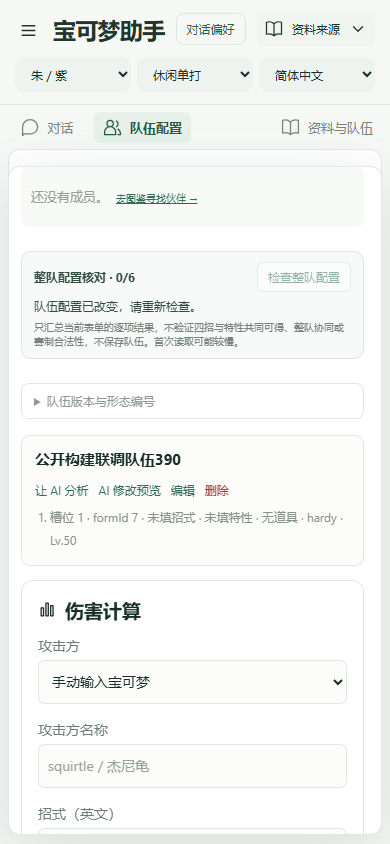 宝可梦助手
对话偏好
资料来源
朱 / 紫
休闲单打
简体中文
对话
队伍配置
资料与队伍
还没有成员。 去图鉴寻找伙伴 →
整队配置核对 · 0/6
检查整队配置
队伍配置已改变，请重新检查。
只汇总当前表单的逐项结果，不验证四招与特性共同可得、整队协同或
赛制合法性，不保存队伍。首次读取可能较慢。
▶ 队伍版本与形态编号
公开构建联调队伍390
让 AI 分析 AI 修改预览 编辑 删除
1. 槽位 1 · formId 7 · 未填招式 · 未填特性 · 无道具 · hardy ·
Lv.50
伤害计算
攻击方
手动输入宝可梦
攻击方名称
squirtle / 杰尼龟
招式（英文）